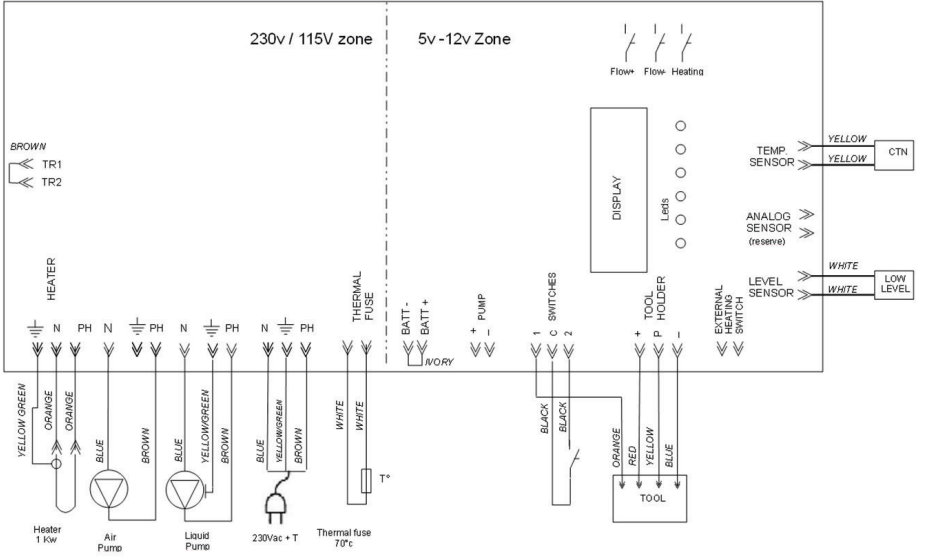 230v / 115V zone
5v -12v Zone
Flow+
Flow-
Heating
BROWN
TR1
TR2
DISPLAY
Leds
TEMP.
SENSOR
YELLOW
YELLOW
CTN
ANALOG
SENSOR
(reserve)
LEVEL
SENSOR
WHITE
WHITE
LOW
LEVEL
HEATER
THERMAL
FUSE
BATT -
BATT +
IVORY
PUMP
+
–
SWITCHES
1
C
2
TOOL
HOLDER
+
P
–
EXTERNAL
HEATING
SWITCH
N
PH
N
PH
N
PH
N
PH
YELLOW/GREEN
ORANGE
ORANGE
BLUE
BROWN
BLUE
YELLOW/GREEN
BROWN
BLUE
YELLOW/GREEN
BROWN
WHITE
WHITE
T°
BLACK
BLACK
ORANGE
RED
YELLOW
BLUE
TOOL
Heater
1 Kw
Air
Pump
Liquid
Pump
230Vac + T
Thermal fuse
70°c